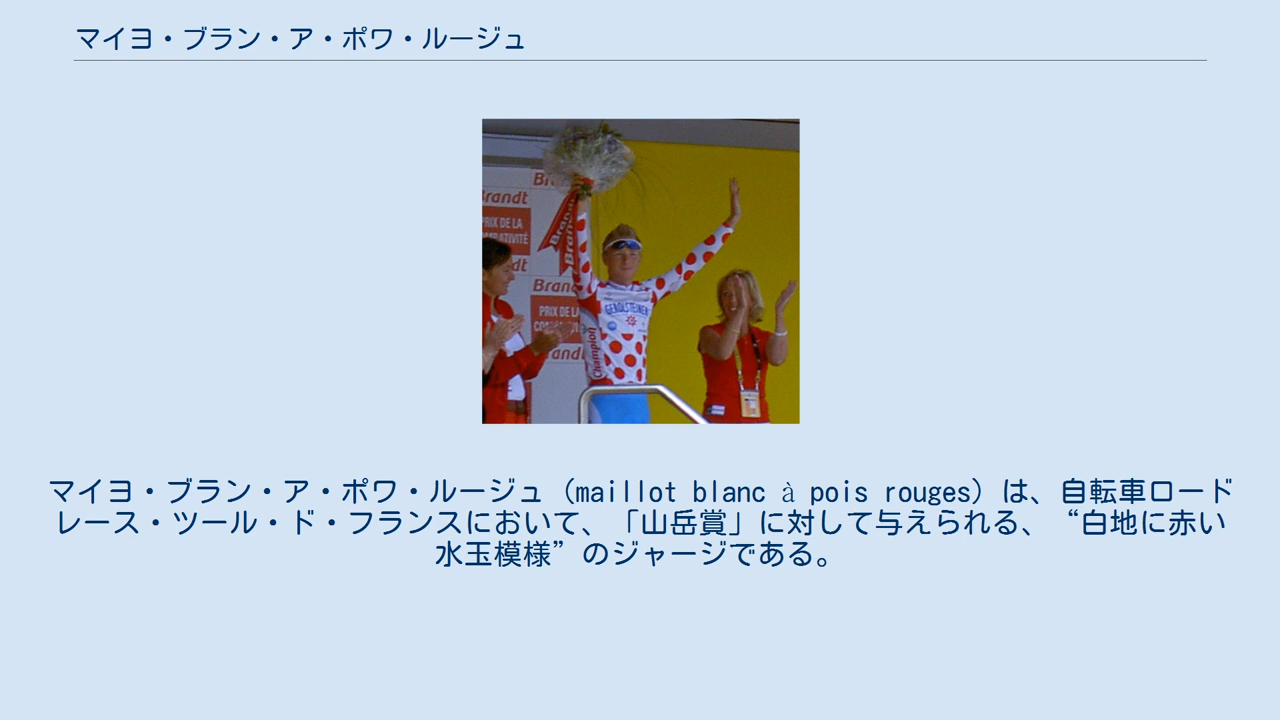 マイヨ・ブラン・ア・ポワ・ルージュ
Brandt
PRIX DE LA
Brandt
PRIX DE LA
GEROLSTEINER
Champion
マイヨ・ブラン・ア・ポワ・ルージュ（maillot blanc à pois rouges）は、自転車ロード
レース・ツール・ド・フランスにおいて、「山岳賞」に対して与えられる、“白地に赤い
水玉模様”のジャージである。